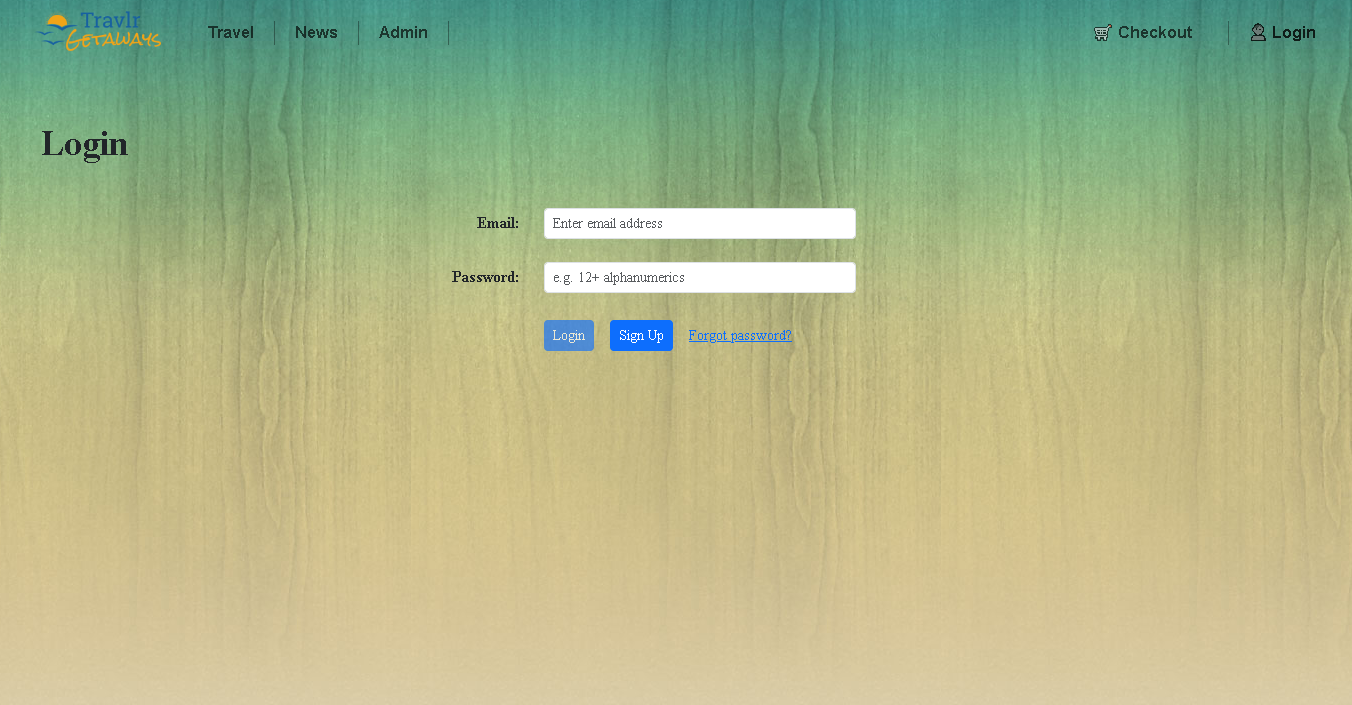 Travlr
Getaways
Travel
News
Admin
Checkout
Login
Login
Email:
Enter email address
Password:
e.g. 12+ alphanumerics
Login
Sign Up
Forgot password?